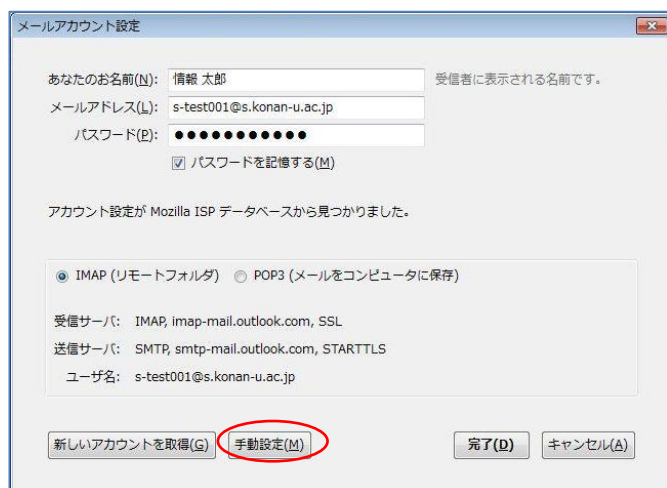 メールアカウント設定
あなたのお名前(N): 情報 太郎 受信者に表示される名前です。
メールアドレス(L): s-test001@s.konan-u.ac.jp
パスワード(P): ●●●●●●●●●●●
パスワードを記憶する(M)
アカウント設定が Mozilla ISP データベースから見つかりました。
IMAP (リモートフォルダ) POP3 (メールをコンピュータに保存)
受信サーバ: IMAP, imap-mail.outlook.com, SSL
送信サーバ: SMTP, smtp-mail.outlook.com, STARTTLS
ユーザ名: s-test001@s.konan-u.ac.jp
新しいアカウントを取得(G) 手動設定(M) 完了(D) キャンセル(A)